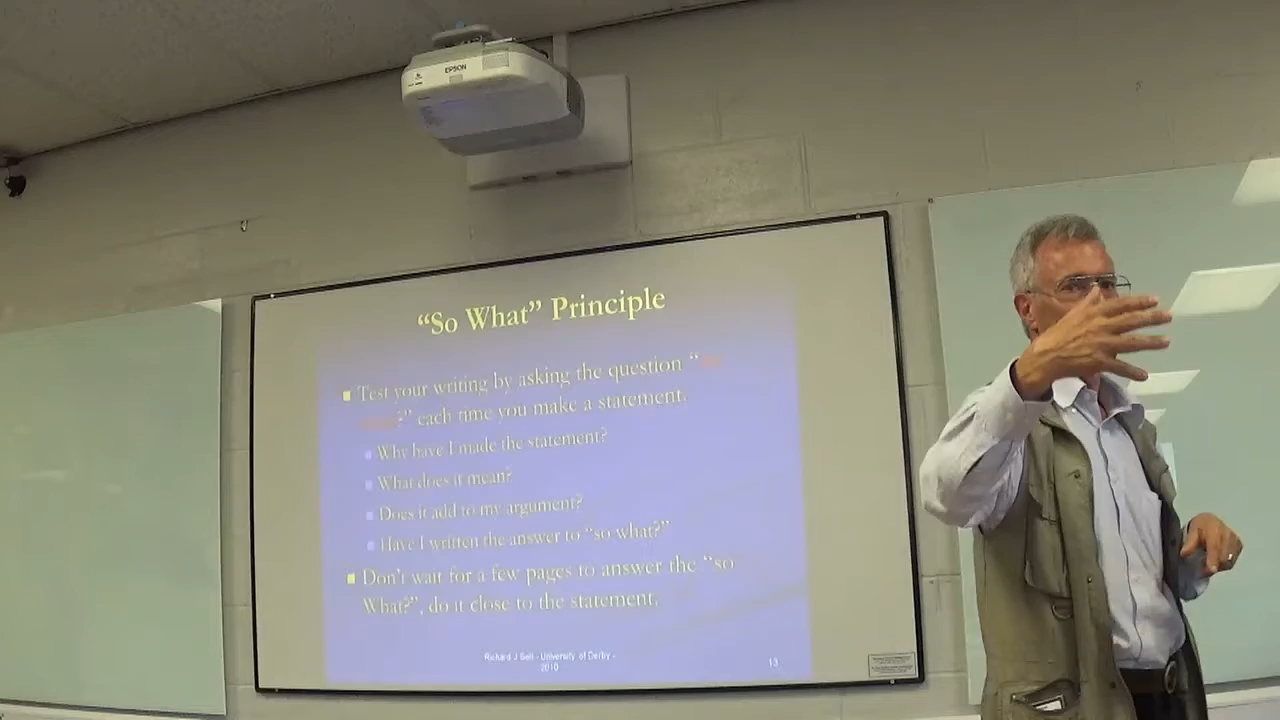 EPSON
“So What” Principle
Test your writing by asking the question “
?” each time you make a statement.
Why have I made the statement?
What does it mean?
Does it add to my argument?
Have I written the answer to “so what?”
Don't wait for a few pages to answer the “so
What?”, do it close to the statement.
Richard J Bell - University of Derby -
2010
13